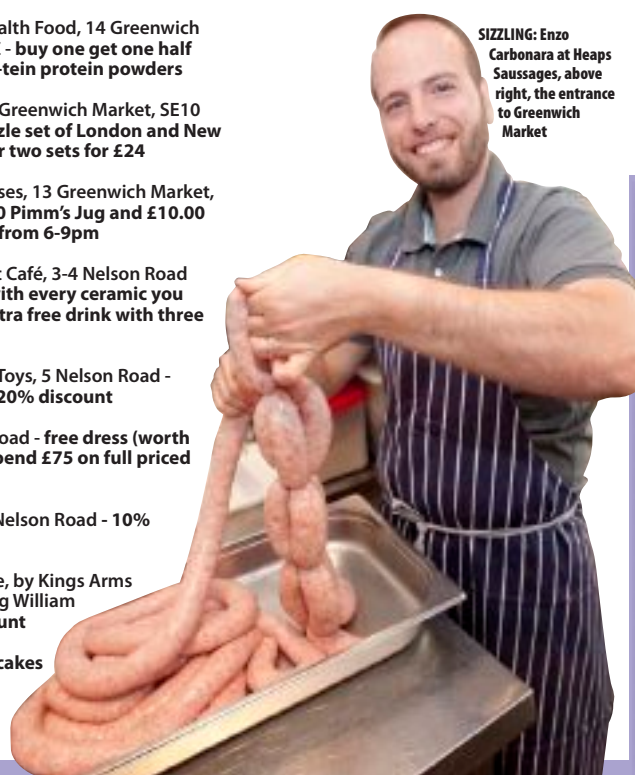 alth Food, 14 Greenwich
- buy one get one half
-tein protein powders
Greenwich Market, SE10
zle set of London and New
r two sets for £24
ses, 13 Greenwich Market,
0 Pimm's Jug and £10.00
from 6-9pm
t Café, 3-4 Nelson Road
vith every ceramic you
tra free drink with three
Toys, 5 Nelson Road -
20% discount
oad - free dress (worth
pend £75 on full priced
Nelson Road - 10%
e, by Kings Arms
g William
unt
cakes
SIZZLING: Enzo
Carbonara at Heaps
Saussages, above
right, the entrance
to Greenwich
Market